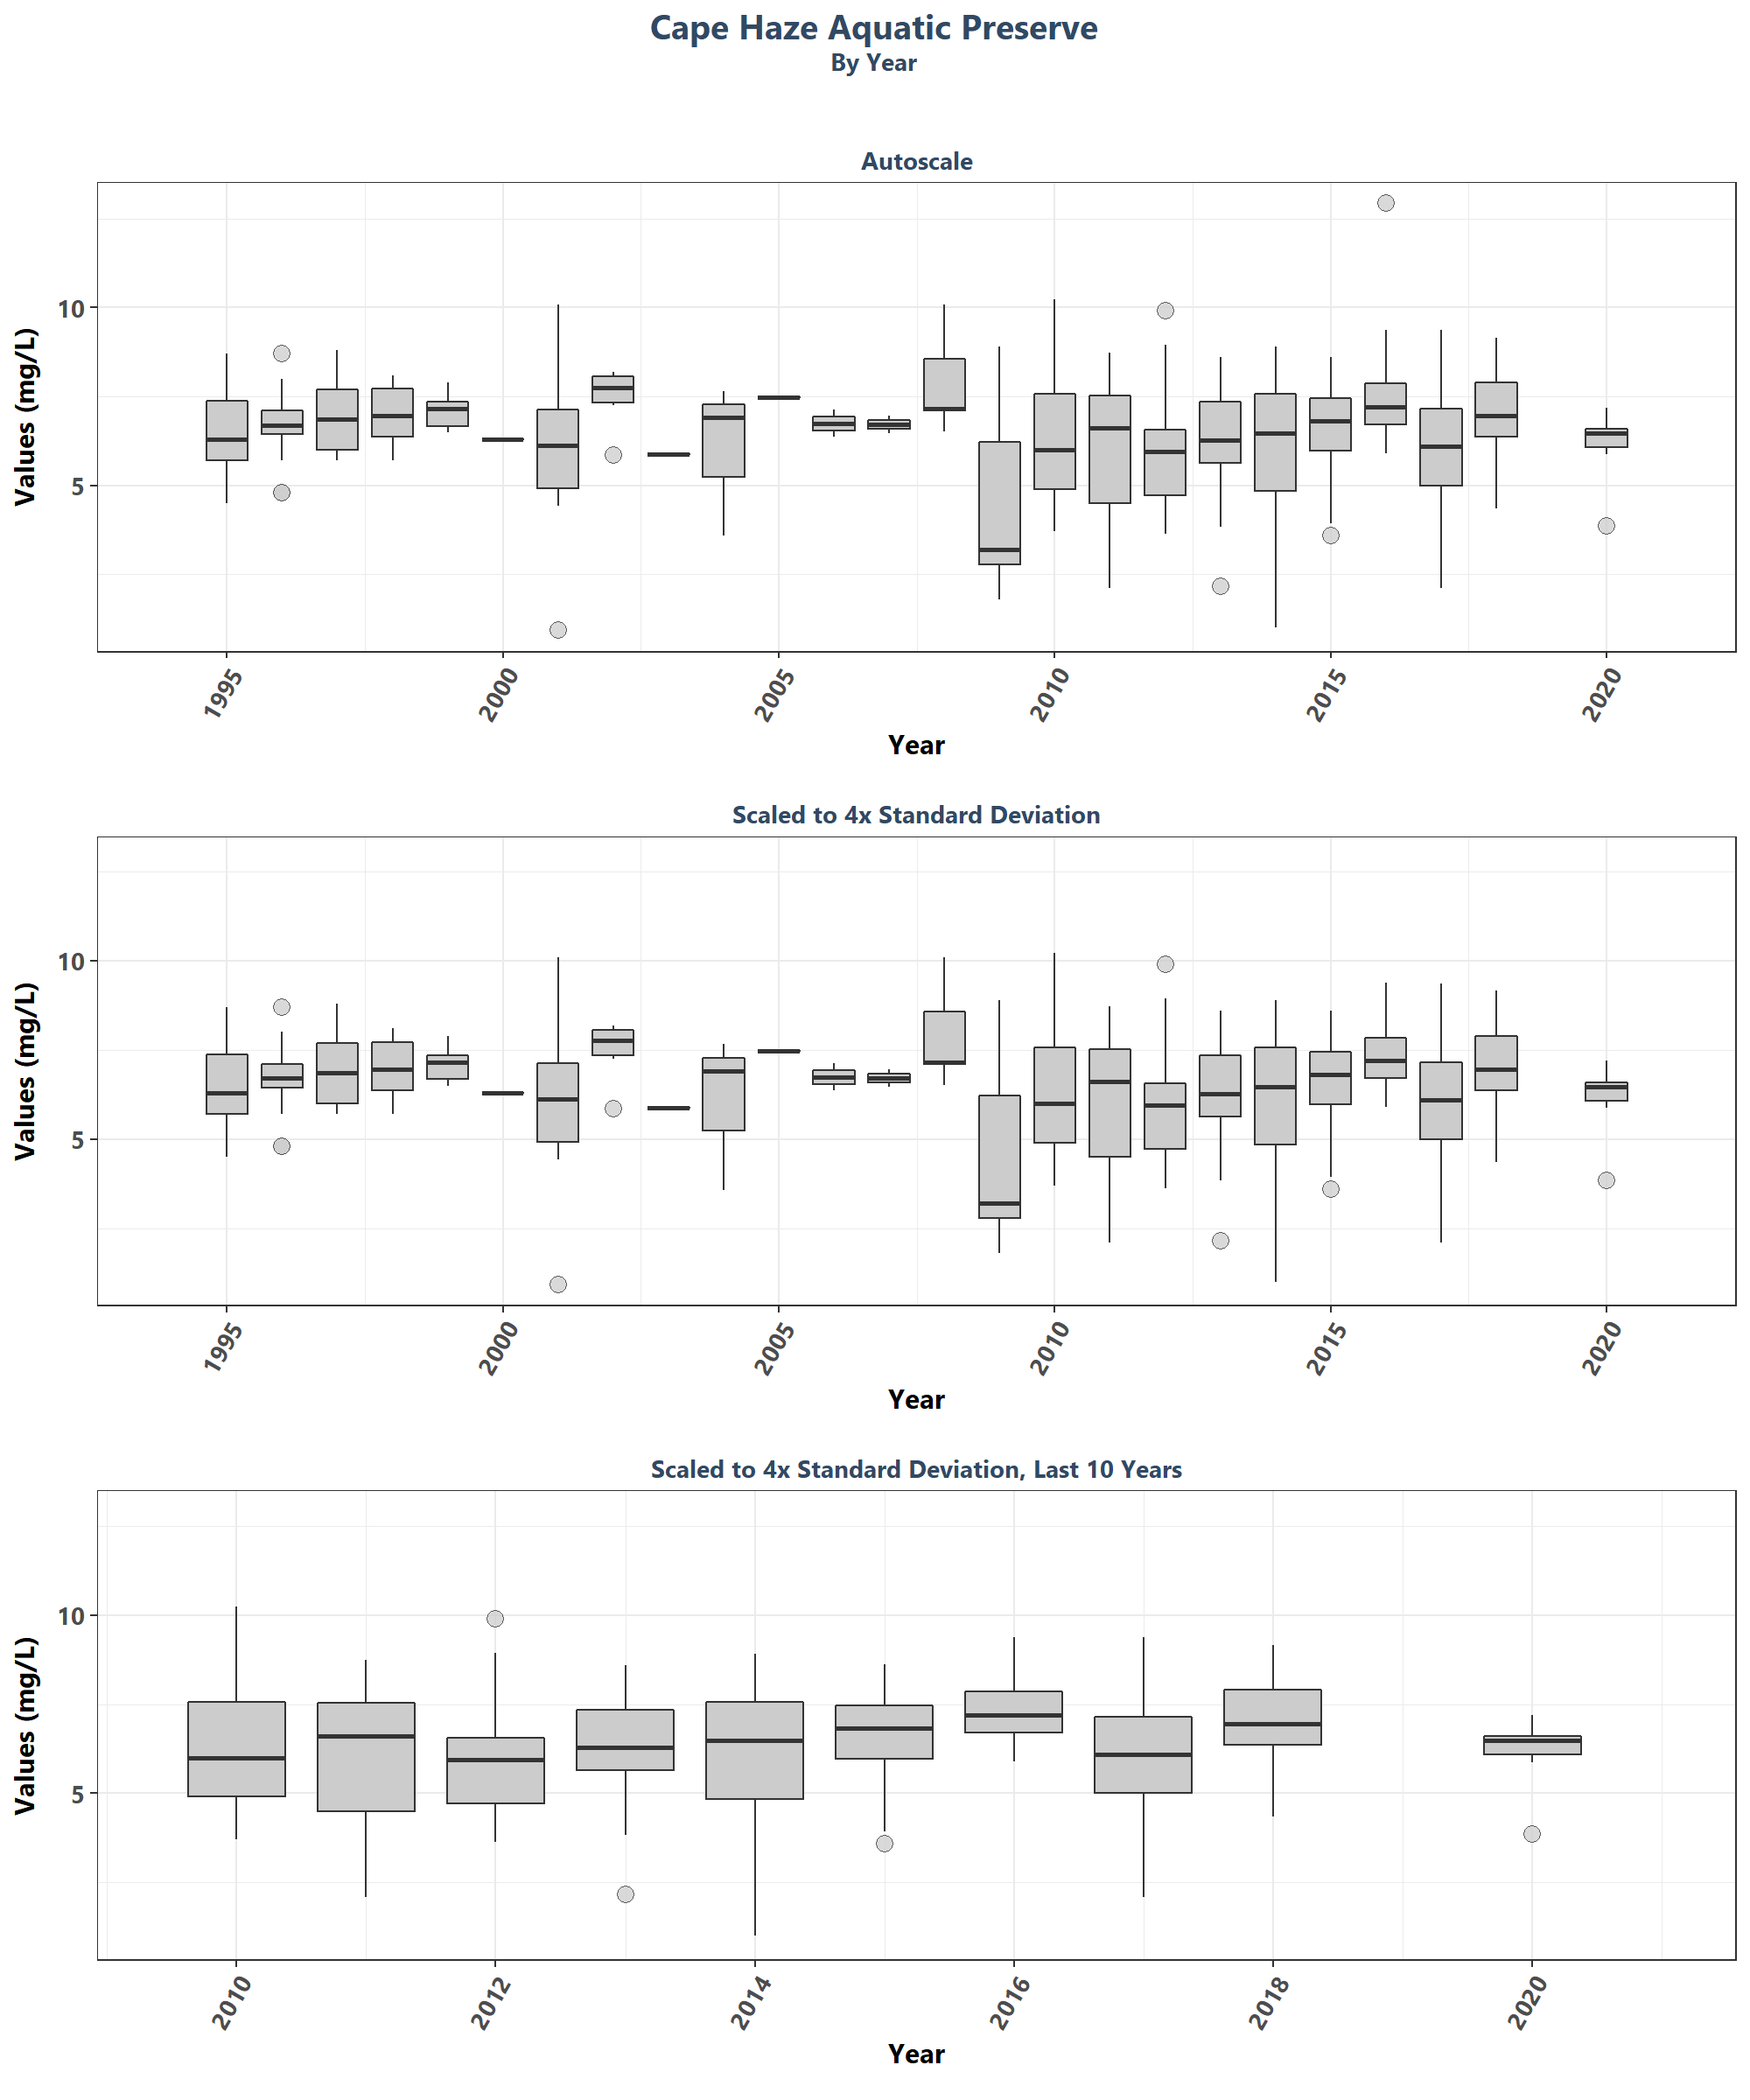 Cape Haze Aquatic Preserve
By Year
Autoscale
Values (mg/L)
10
5
1995 2000 2005 2010 2015 2020
Year
Scaled to 4x Standard Deviation
Values (mg/L)
10
5
1995 2000 2005 2010 2015 2020
Year
Scaled to 4x Standard Deviation, Last 10 Years
Values (mg/L)
10
5
2010 2012 2014 2016 2018 2020
Year